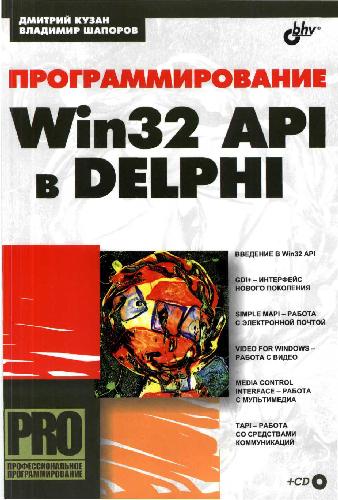 ДМИТРИЙ КУЗАН
ВЛАДИМИР ШАПОРОВ
bhv
ПРОГРАММИРОВАНИЕ
Win32 API
в DELPHI
ВВЕДЕНИЕ В Win32 API
GDI+ – ИНТЕРФЕЙС
НОВОГО ПОКОЛЕНИЯ
SIMPLE MAPI – РАБОТА
С ЭЛЕКТРОННОЙ ПОЧТОЙ
VIDEO FOR WINDOWS –
РАБОТА С ВИДЕО
MEDIA CONTROL
INTERFACE – РАБОТА
С МУЛЬТИМЕДИА
TAPI – РАБОТА
СО СРЕДСТВАМИ
КОММУНИКАЦИЙ
PRO
ПРОФЕССИОНАЛЬНОЕ
ПРОГРАММИРОВАНИЕ
+CD